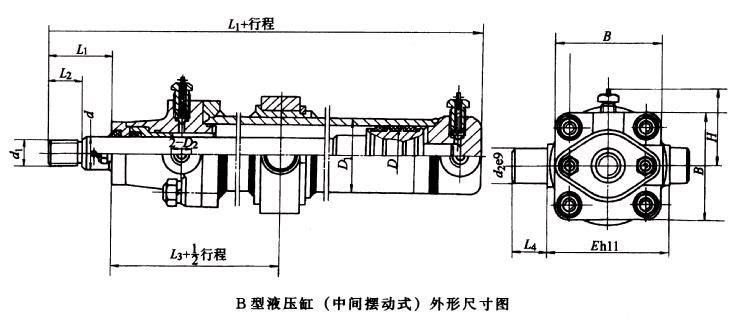 L₁+行程
L₁
L₂
d
d₁
2-D₂
D₁
D
L₃+½行程
B
H
B
d₂e9
L₄
Eh11
B 型液压缸（中间摆动式）外形尺寸图